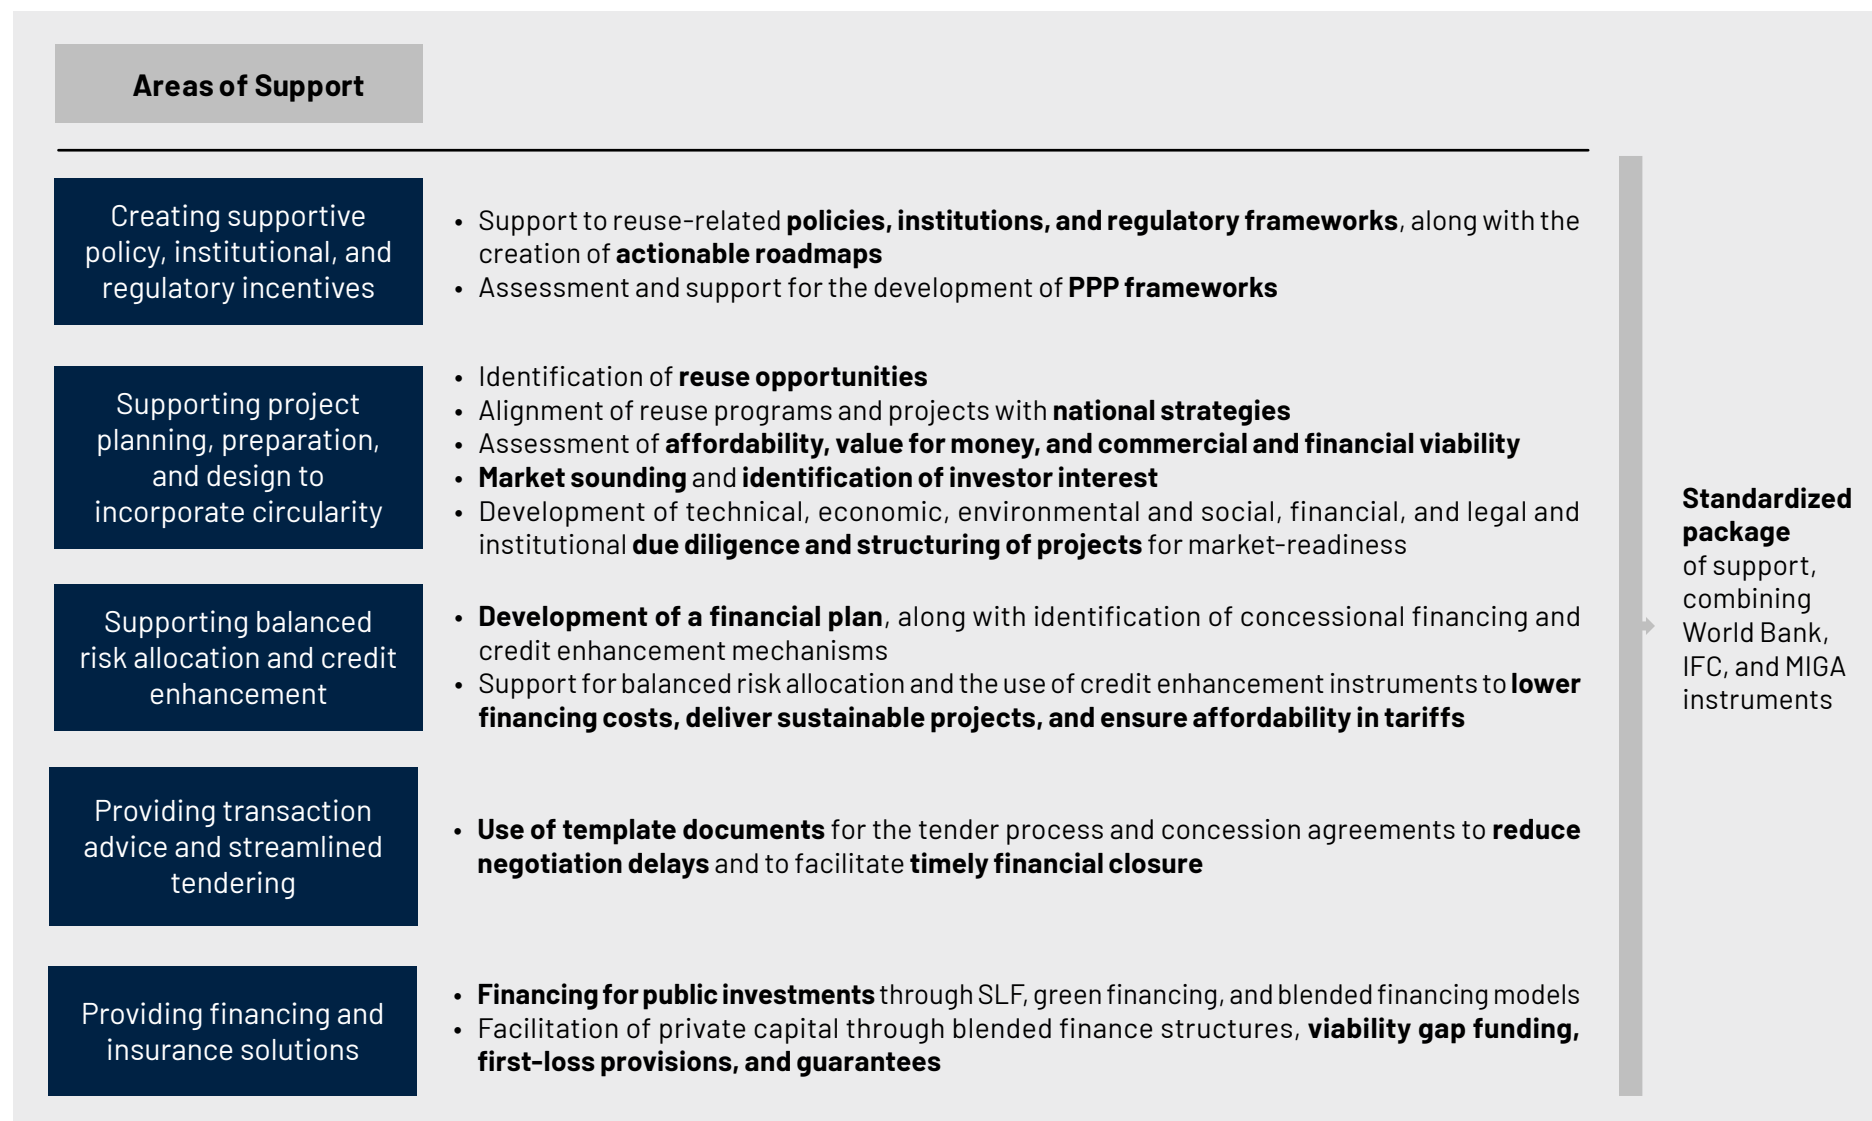 Areas of Support
Creating supportive
policy, institutional, and
regulatory incentives
• Support to reuse-related policies, institutions, and regulatory frameworks, along with the
creation of actionable roadmaps
• Assessment and support for the development of PPP frameworks
Supporting project
planning, preparation,
and design to
incorporate circularity
• Identification of reuse opportunities
• Alignment of reuse programs and projects with national strategies
• Assessment of affordability, value for money, and commercial and financial viability
• Market sounding and identification of investor interest
• Development of technical, economic, environmental and social, financial, and legal and
institutional due diligence and structuring of projects for market-readiness
Supporting balanced
risk allocation and credit
enhancement
• Development of a financial plan, along with identification of concessional financing and
credit enhancement mechanisms
• Support for balanced risk allocation and the use of credit enhancement instruments to lower
financing costs, deliver sustainable projects, and ensure affordability in tariffs
Providing transaction
advice and streamlined
tendering
• Use of template documents for the tender process and concession agreements to reduce
negotiation delays and to facilitate timely financial closure
Providing financing and
insurance solutions
• Financing for public investments through SLF, green financing, and blended financing models
• Facilitation of private capital through blended finance structures, viability gap funding,
first-loss provisions, and guarantees
Standardized
package
of support,
combining
World Bank,
IFC, and MIGA
instruments